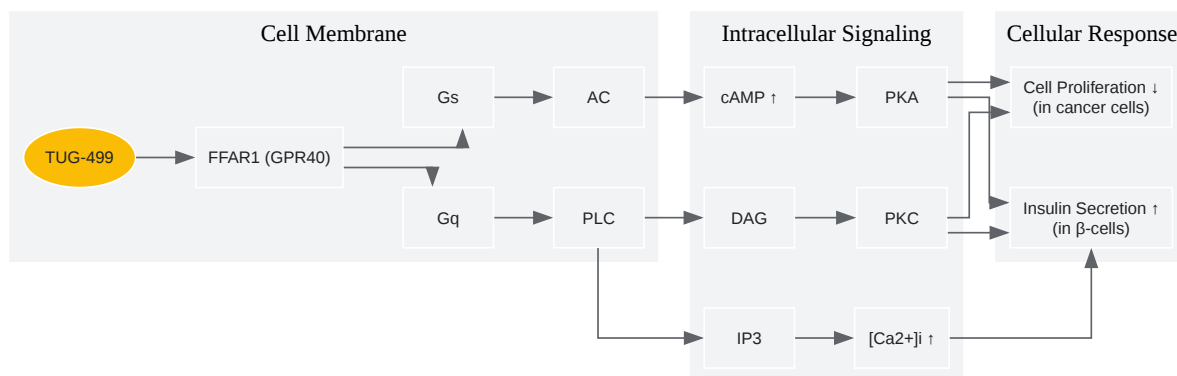 Cell Membrane
Intracellular Signaling
Cellular Response
Gs
AC
cAMP ↑
PKA
Cell Proliferation ↓
(in cancer cells)
TUG-499
FFAR1 (GPR40)
Gq
PLC
DAG
PKC
Insulin Secretion ↑
(in β-cells)
IP3
[Ca2+]i ↑